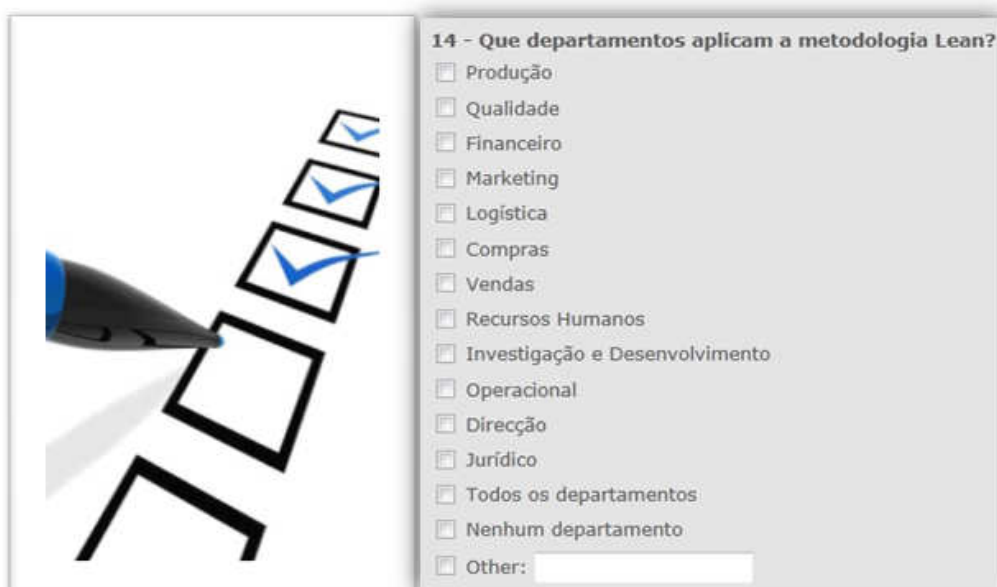 14 - Que departamentos aplicam a metodologia Lean?
Produção
Qualidade
Financeiro
Marketing
Logística
Compras
Vendas
Recursos Humanos
Investigação e Desenvolvimento
Operacional
Direcção
Jurídico
Todos os departamentos
Nenhum departamento
Other: